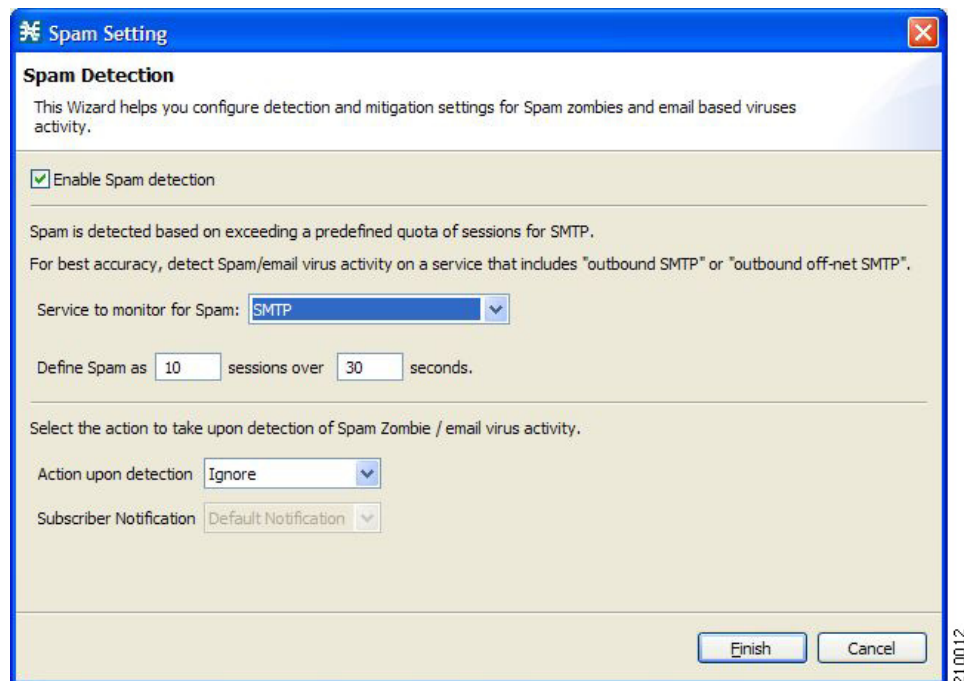 Spam Setting
Spam Detection
This Wizard helps you configure detection and mitigation settings for Spam zombies and email based viruses
activity.
Enable Spam detection
Spam is detected based on exceeding a predefined quota of sessions for SMTP.
For best accuracy, detect Spam/email virus activity on a service that includes "outbound SMTP" or "outbound off-net SMTP".
Service to monitor for Spam: SMTP
Define Spam as 10 sessions over 30 seconds.
Select the action to take upon detection of Spam Zombie / email virus activity.
Action upon detection Ignore
Subscriber Notification Default Notification
Finish Cancel
210012